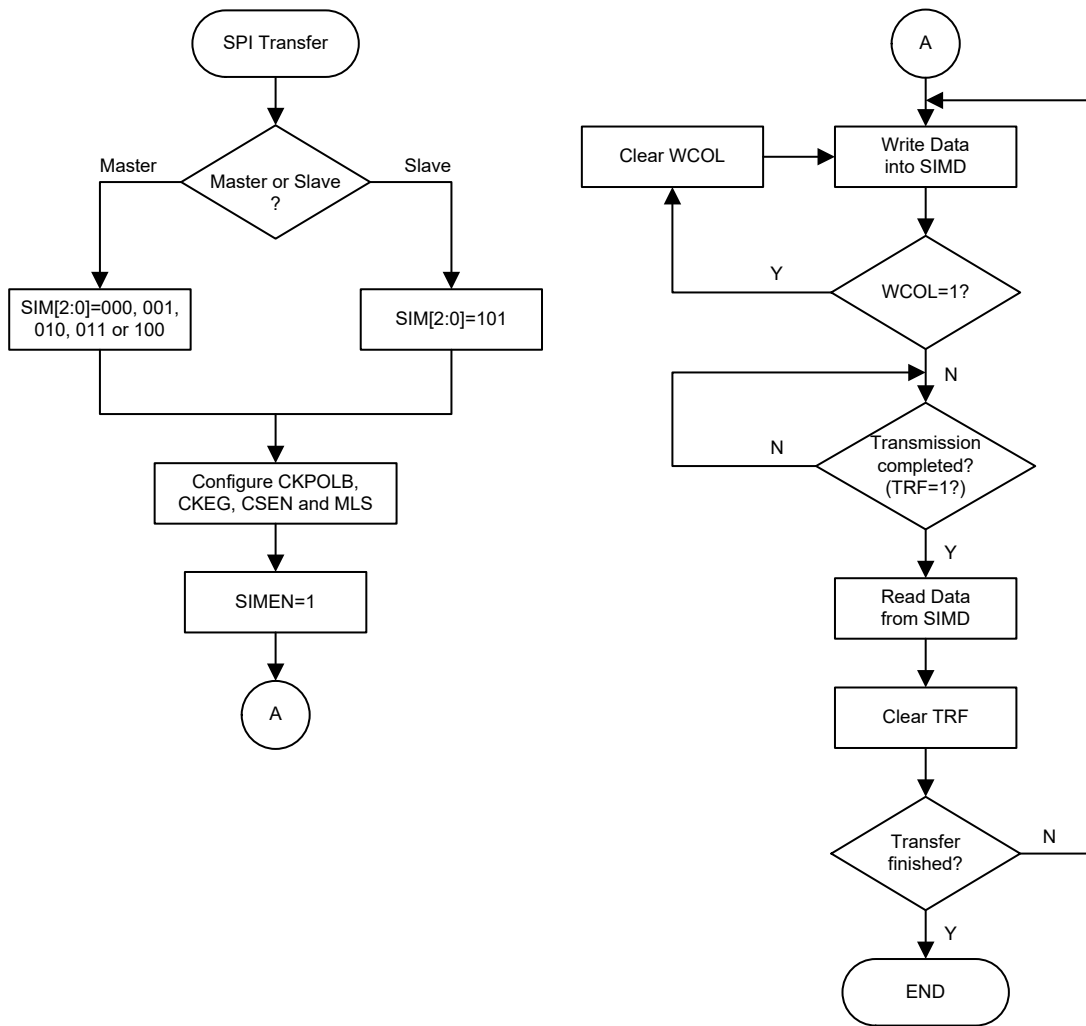 SPI Transfer
Master
Slave
Master or Slave
?
SIM[2:0]=000, 001,
010, 011 or 100
SIM[2:0]=101
Configure CKPOLB,
CKEG, CSEN and MLS
SIMEN=1
A
A
Clear WCOL
Write Data
into SIMD
Y
WCOL=1?
N
N
Transmission
completed?
(TRF=1?)
Y
Read Data
from SIMD
Clear TRF
Transfer
finished?
N
Y
END